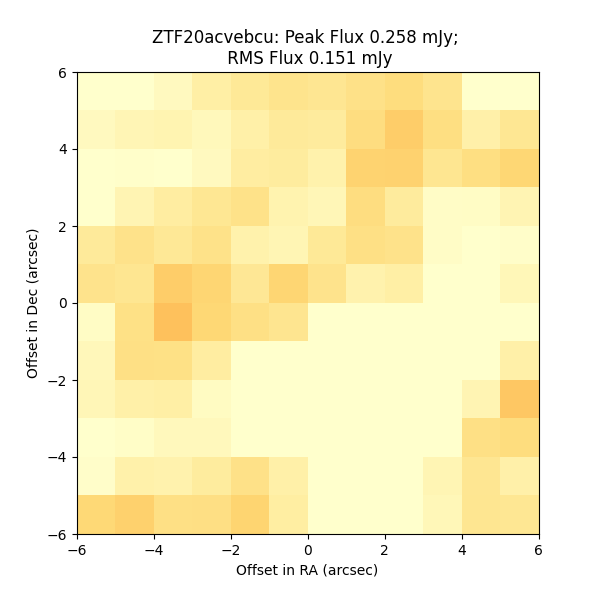 ZTF20acvebcu: Peak Flux 0.258 mJy;
RMS Flux 0.151 mJy
6
4
2
0
−2
−4
−6
Offset in Dec (arcsec)
−6 −4 −2 0 2 4 6
Offset in RA (arcsec)